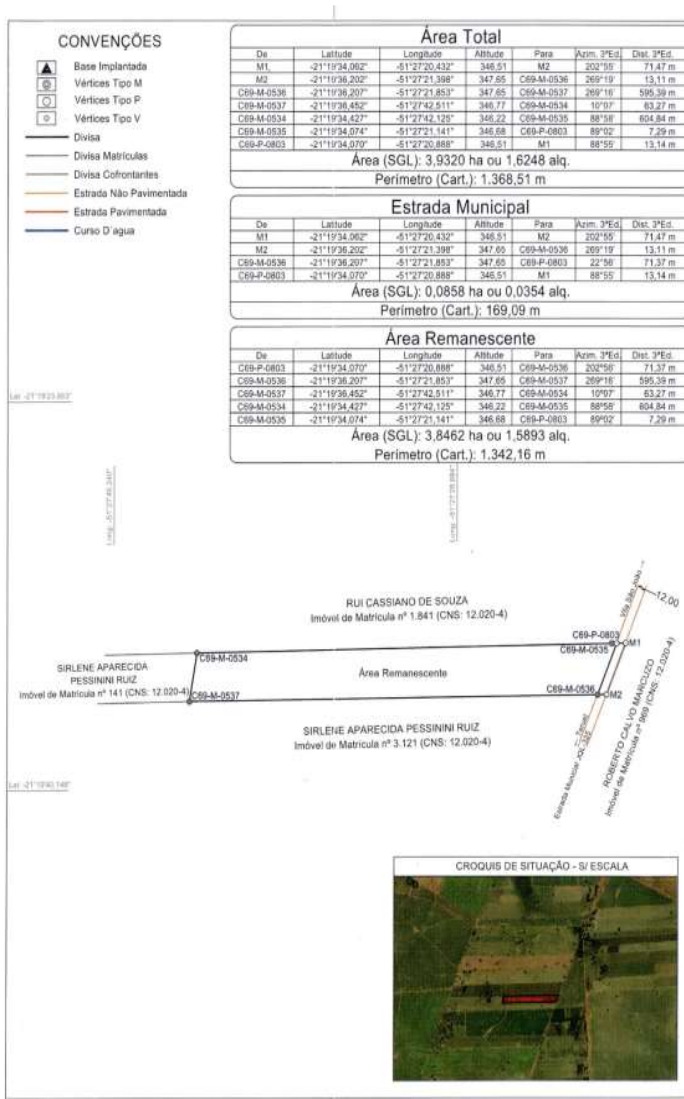 CONVENÇÕES
Base Implantada
Vértices Tipo M
Vértices Tipo P
Vértices Tipo V
Divisa
Divisa Matrículas
Divisa Cofrontantes
Estrada Não Pavimentada
Estrada Pavimentada
Curso D´agua
Área Total
De Latitude Longitude Altitude Para Azim. 3ªEd. Dist. 3ªEd.
M1 -21°19'34,062" -51°27'20,432" 346,51 M2 202°55' 71,47 m
M2 -21°19'36,202" -51°27'21,398" 347,65 C69-M-0536 269°19' 13,11 m
C69-M-0536 -21°19'36,207" -51°27'21,853" 347,65 C69-M-0537 269°16' 595,39 m
C69-M-0537 -21°19'36,452" -51°27'42,511" 346,77 C69-M-0534 10°07' 63,27 m
C69-M-0534 -21°19'34,427" -51°27'42,125" 346,22 C69-M-0535 88°58' 604,84 m
C69-M-0535 -21°19'34,074" -51°27'21,141" 346,68 C69-P-0803 89°02' 7,29 m
C69-P-0803 -21°19'34,070" -51°27'20,888" 346,51 M1 88°55' 13,14 m
Área (SGL): 3,9320 ha ou 1,6248 alq.
Perímetro (Cart.): 1.368,51 m
Estrada Municipal
De Latitude Longitude Altitude Para Azim. 3ªEd. Dist. 3ªEd.
M1 -21°19'34,062" -51°27'20,432" 346,51 M2 202°55' 71,47 m
M2 -21°19'36,202" -51°27'21,398" 347,65 C69-M-0536 269°19' 13,11 m
C69-M-0536 -21°19'36,207" -51°27'21,853" 347,65 C69-P-0803 22°56' 71,37 m
C69-P-0803 -21°19'34,070" -51°27'20,888" 346,51 M1 88°55' 13,14 m
Área (SGL): 0,0858 ha ou 0,0354 alq.
Perímetro (Cart.): 169,09 m
Área Remanescente
De Latitude Longitude Altitude Para Azim. 3ªEd. Dist. 3ªEd.
C69-P-0803 -21°19'34,070" -51°27'20,888" 346,51 C69-M-0536 202°56' 71,37 m
C69-M-0536 -21°19'36,207" -51°27'21,853" 347,65 C69-M-0537 269°16' 595,39 m
C69-M-0537 -21°19'36,452" -51°27'42,511" 346,77 C69-M-0534 10°07' 63,27 m
C69-M-0534 -21°19'34,427" -51°27'42,125" 346,22 C69-M-0535 88°58' 604,84 m
C69-M-0535 -21°19'34,074" -51°27'21,141" 346,68 C69-P-0803 89°02' 7,29 m
Área (SGL): 3,8462 ha ou 1,5893 alq.
Perímetro (Cart.): 1.342,16 m
RUI CASSIANO DE SOUZA
Imóvel de Matrícula nº 1.841 (CNS: 12.020-4)
Vila São João
12,00
C69-P-0803
M1
C69-M-0535
C69-M-0534
SIRLENE APARECIDA
PESSININI RUIZ
Imóvel de Matrícula nº 141 (CNS: 12.020-4)
Área Remanescente
C69-M-0537
C69-M-0536
M2
SIRLENE APARECIDA PESSININI RUIZ
Imóvel de Matrícula nº 3.121 (CNS: 12.020-4)
ROBERTO CALVO MARCUZO
Imóvel de Matrícula nº 969 (CNS: 12.020-4)
CROQUIS DE SITUAÇÃO - S/ ESCALA